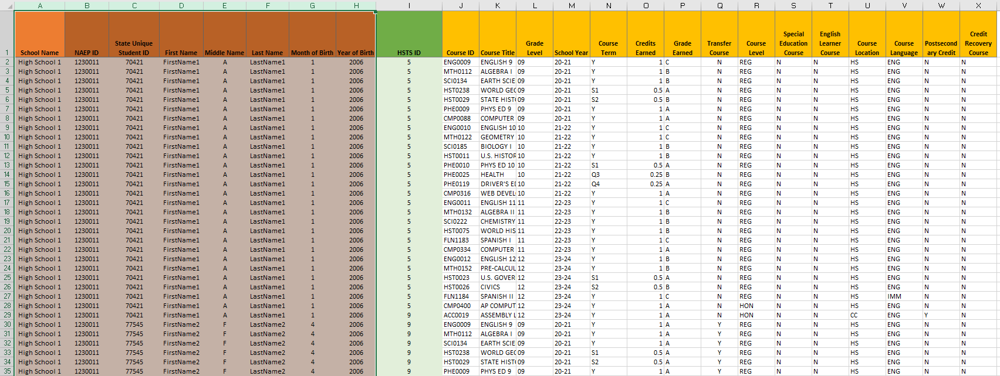 A B C D E F G H I J K L M N O P Q R S T U V W X
1 School Name NAEP ID State Unique Student ID First Name Middle Name Last Name Month of Birth Year of Birth HSTS ID Course ID Course Title Grade Level School Year Course Term Credits Earned Grade Earned Transfer Course Course Level Special Education Course English Learner Course Course Location Course Language Postsecondary Credit Credit Recovery Course
2 High School 1 1230011 70421 FirstName1 A LastName1 1 2006 5 ENG0009 ENGLISH 9 09 20-21 Y 1 C N REG N N HS ENG N N
3 High School 1 1230011 70421 FirstName1 A LastName1 1 2006 5 MTH0112 ALGEBRA I 09 20-21 Y 1 B N REG N N HS ENG N N
4 High School 1 1230011 70421 FirstName1 A LastName1 1 2006 5 SCI0134 EARTH SCIE 09 20-21 Y 1 B N REG N N HS ENG N N
5 High School 1 1230011 70421 FirstName1 A LastName1 1 2006 5 HST0238 WORLD GEO 09 20-21 S1 0.5 A N REG N N HS ENG N N
6 High School 1 1230011 70421 FirstName1 A LastName1 1 2006 5 HST0029 STATE HIST 09 20-21 S2 0.5 B N REG N N HS ENG N N
7 High School 1 1230011 70421 FirstName1 A LastName1 1 2006 5 PHE0009 PHYS ED 9 09 20-21 Y 1 A N REG N N HS ENG N N
8 High School 1 1230011 70421 FirstName1 A LastName1 1 2006 5 CMP0088 COMPUTER 09 20-21 Y 1 A N REG N N HS ENG N N
9 High School 1 1230011 70421 FirstName1 A LastName1 1 2006 5 ENG0010 ENGLISH 10 10 21-22 Y 1 C N REG N N HS ENG N N
10 High School 1 1230011 70421 FirstName1 A LastName1 1 2006 5 MTH0122 GEOMETRY 10 21-22 Y 1 C N REG N N HS ENG N N
11 High School 1 1230011 70421 FirstName1 A LastName1 1 2006 5 SCI0185 BIOLOGY I 10 21-22 Y 1 B N REG N N HS ENG N N
12 High School 1 1230011 70421 FirstName1 A LastName1 1 2006 5 HST0011 U.S. HISTOR 10 21-22 Y 1 B N REG N N HS ENG N N
13 High School 1 1230011 70421 FirstName1 A LastName1 1 2006 5 PHE0010 PHYS ED 10 10 21-22 S1 0.5 A N REG N N HS ENG N N
14 High School 1 1230011 70421 FirstName1 A LastName1 1 2006 5 PHE0025 HEALTH 10 21-22 Q3 0.25 B N REG N N HS ENG N N
15 High School 1 1230011 70421 FirstName1 A LastName1 1 2006 5 PHE0119 DRIVER'S ED 10 21-22 Q4 0.25 A N REG N N HS ENG N N
16 High School 1 1230011 70421 FirstName1 A LastName1 1 2006 5 CMP0316 WEB DEVEL 10 21-22 Y 1 A N REG N N HS ENG N N
17 High School 1 1230011 70421 FirstName1 A LastName1 1 2006 5 ENG0011 ENGLISH 11 11 22-23 Y 1 C N REG N N HS ENG N N
18 High School 1 1230011 70421 FirstName1 A LastName1 1 2006 5 MTH0132 ALGEBRA II 11 22-23 Y 1 B N REG N N HS ENG N N
19 High School 1 1230011 70421 FirstName1 A LastName1 1 2006 5 SCI0222 CHEMISTRY 11 22-23 Y 1 B N REG N N HS ENG N N
20 High School 1 1230011 70421 FirstName1 A LastName1 1 2006 5 HST0075 WORLD HIS 11 22-23 Y 1 B N REG N N HS ENG N N
21 High School 1 1230011 70421 FirstName1 A LastName1 1 2006 5 FLN1183 SPANISH I 11 22-23 Y 1 C N REG N N HS ENG N N
22 High School 1 1230011 70421 FirstName1 A LastName1 1 2006 5 CMP0334 COMPUTER 11 22-23 Y 1 A N REG N N HS ENG N N
23 High School 1 1230011 70421 FirstName1 A LastName1 1 2006 5 ENG0012 ENGLISH 12 12 23-24 Y 1 B N REG N N HS ENG N N
24 High School 1 1230011 70421 FirstName1 A LastName1 1 2006 5 MTH0152 PRE-CALCUL 12 23-24 Y 1 B N REG N N HS ENG N N
25 High School 1 1230011 70421 FirstName1 A LastName1 1 2006 5 HST0023 U.S. GOVER 12 23-24 S1 0.5 A N REG N N HS ENG N N
26 High School 1 1230011 70421 FirstName1 A LastName1 1 2006 5 HST0026 CIVICS 12 23-24 S2 0.5 B N REG N N HS ENG N N
27 High School 1 1230011 70421 FirstName1 A LastName1 1 2006 5 FLN1184 SPANISH II 12 23-24 Y 1 C N REG N N HS IMM N N
28 High School 1 1230011 70421 FirstName1 A LastName1 1 2006 5 CMP0400 AP COMPUT 12 23-24 Y 1 A N HON N N HS ENG N N
29 High School 1 1230011 70421 FirstName1 A LastName1 1 2006 9 ACC0019 ASSEMBLY L 12 23-24 Y 1 A N HON N N CC ENG Y N
30 High School 1 1230011 77545 FirstName2 F LastName2 4 2006 9 ENG0009 ENGLISH 9 09 20-21 Y 1 A Y REG N N HS ENG N N
31 High School 1 1230011 77545 FirstName2 F LastName2 4 2006 9 MTH0112 ALGEBRA I 09 20-21 Y 1 A Y REG N N HS ENG N N
32 High School 1 1230011 77545 FirstName2 F LastName2 4 2006 9 SCI0134 EARTH SCIE 09 20-21 Y 1 A Y REG N N HS ENG N N
33 High School 1 1230011 77545 FirstName2 F LastName2 4 2006 9 HST0238 WORLD GEO 09 20-21 S1 0.5 A Y REG N N HS ENG N N
34 High School 1 1230011 77545 FirstName2 F LastName2 4 2006 9 HST0029 STATE HIST 09 20-21 S2 0.5 A Y REG N N HS ENG N N
35 High School 1 1230011 77545 FirstName2 F LastName2 4 2006 9 PHE0009 PHYS ED 9 09 20-21 Y 1 A Y REG N N HS ENG N N